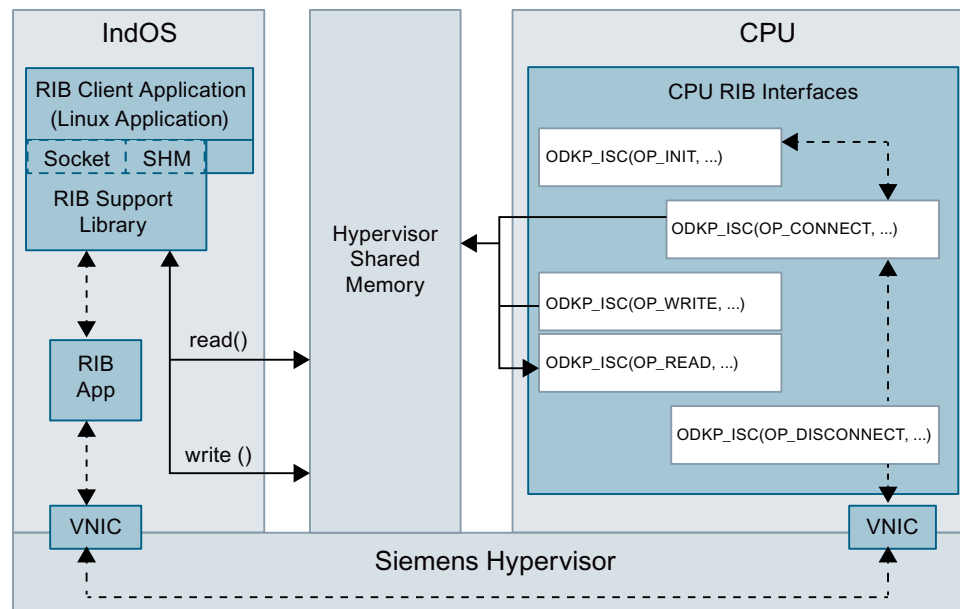 IndOS
RIB Client Application
(Linux Application)
Socket
SHM
RIB Support
Library
read()
RIB
App
write ()
VNIC
Hypervisor
Shared
Memory
CPU
CPU RIB Interfaces
ODKP_ISC(OP_INIT, ...)
ODKP_ISC(OP_CONNECT, ...)
ODKP_ISC(OP_WRITE, ...)
ODKP_ISC(OP_READ, ...)
ODKP_ISC(OP_DISCONNECT, ...)
VNIC
Siemens Hypervisor